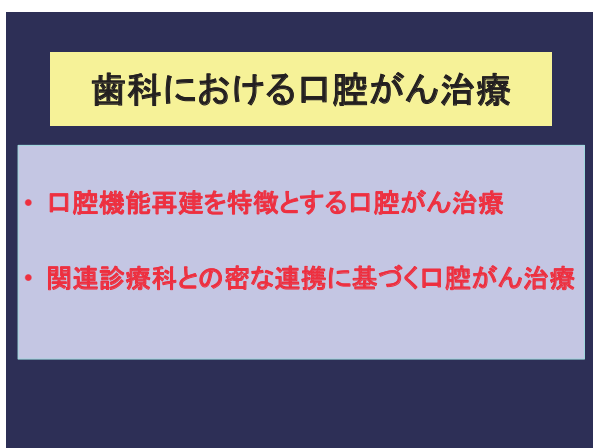 歯科における口腔がん治療
• 口腔機能再建を特徴とする口腔がん治療
• 関連診療科との密な連携に基づく口腔がん治療